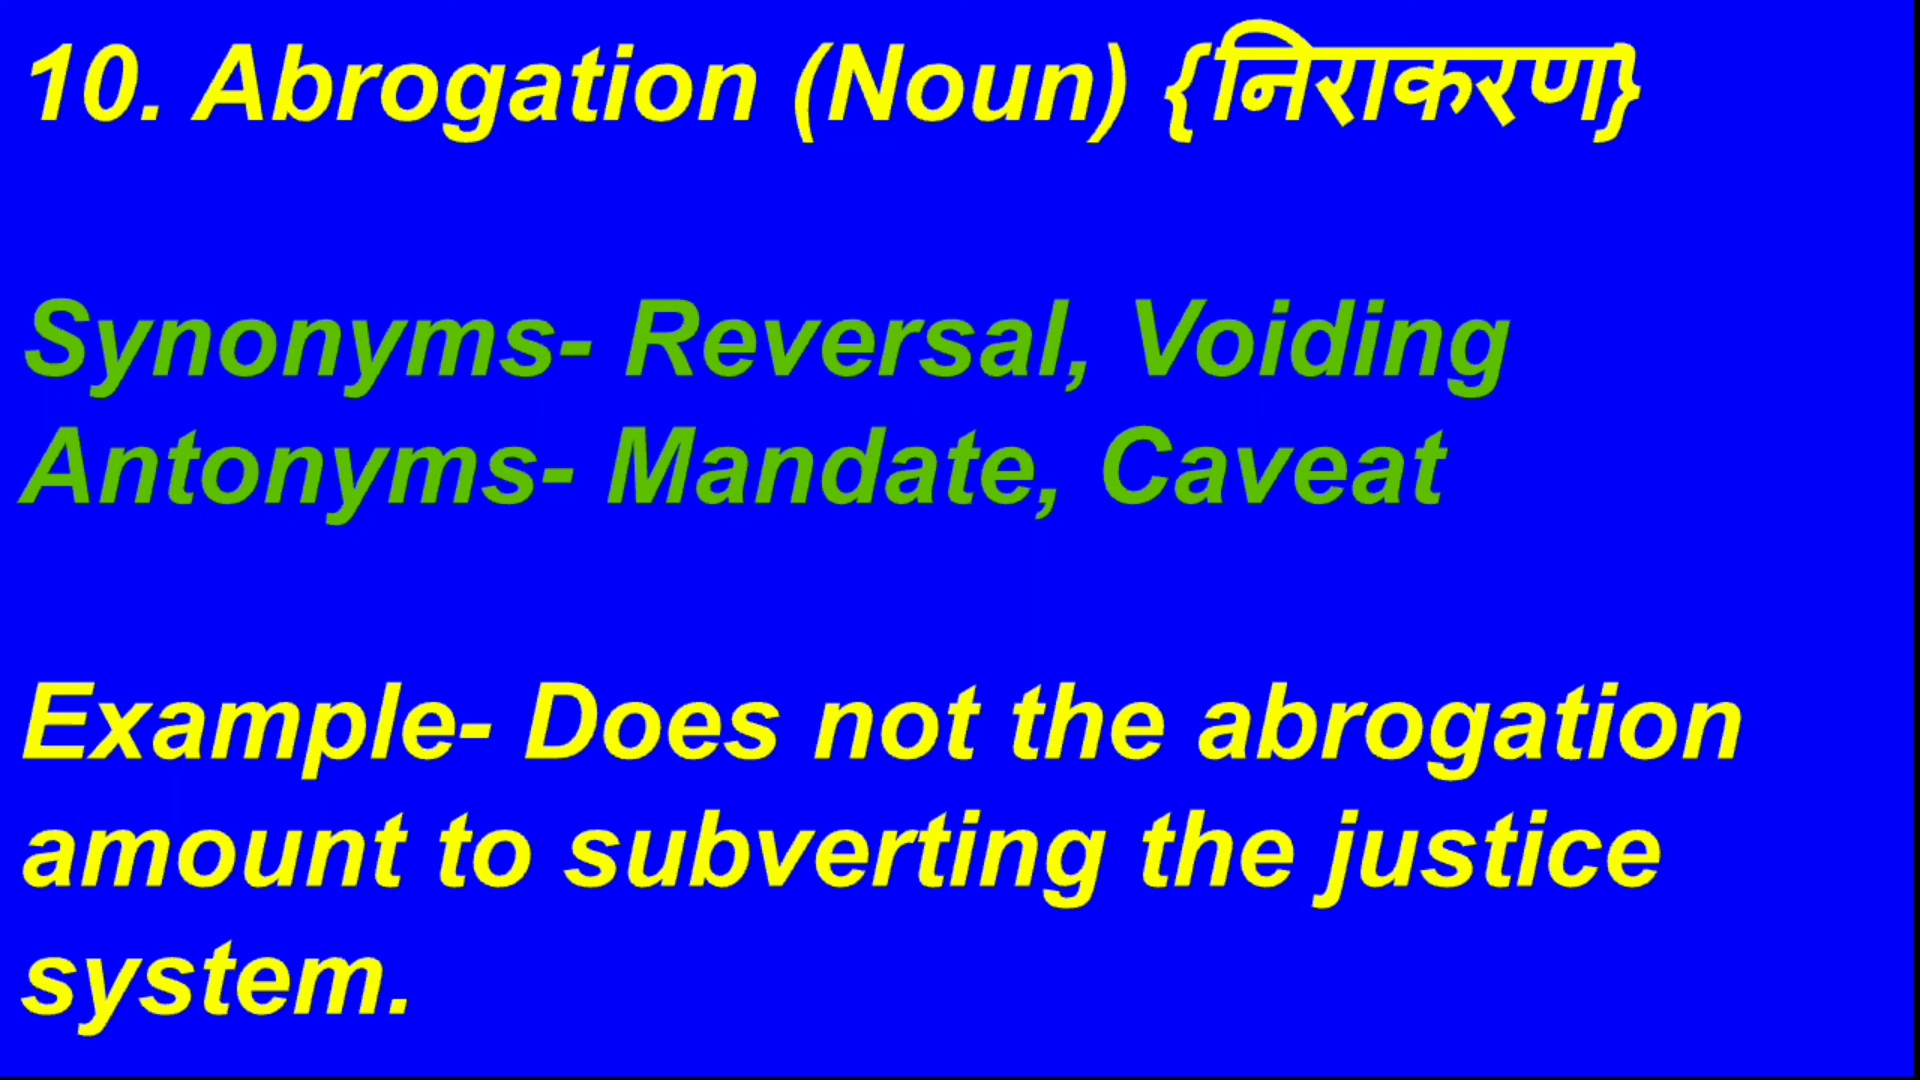 10. Abrogation (Noun) {निराकरण}
Synonyms- Reversal, Voiding
Antonyms- Mandate, Caveat
Example- Does not the abrogation
amount to subverting the justice
system.